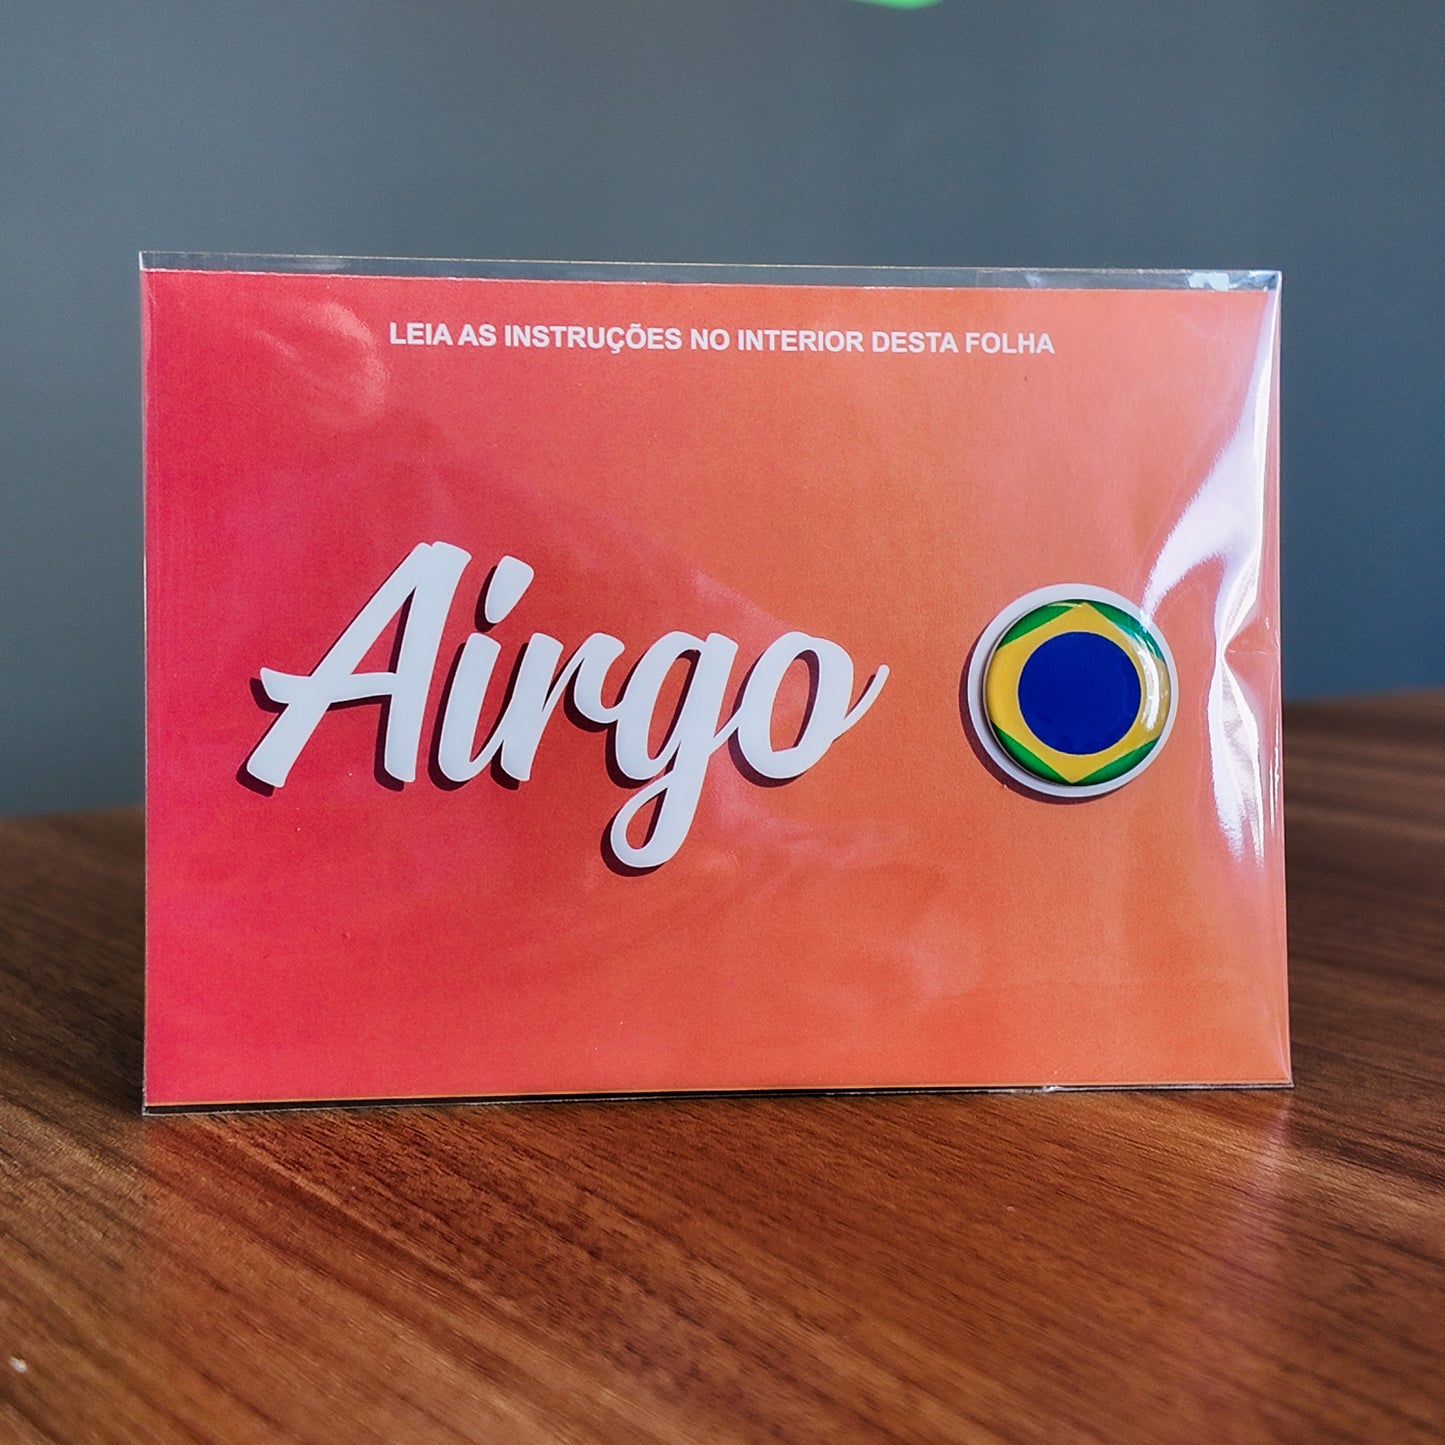 LEIA AS INSTRUÇÕES NO INTERIOR DESTA FOLHA
Airgo